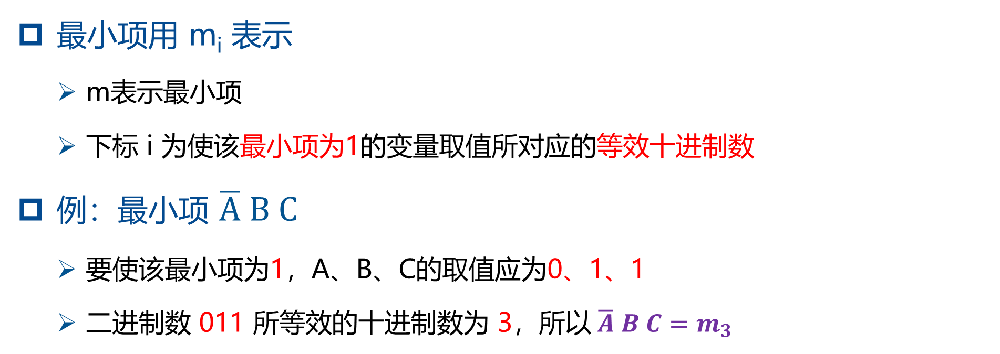 最小项用 mᵢ 表示
m表示最小项
下标 i 为使该最小项为1的变量取值所对应的等效十进制数
例：最小项 A̅ B C
要使该最小项为1，A、B、C的取值应为0、1、1
二进制数 011 所等效的十进制数为 3，所以 A̅ B C = m₃